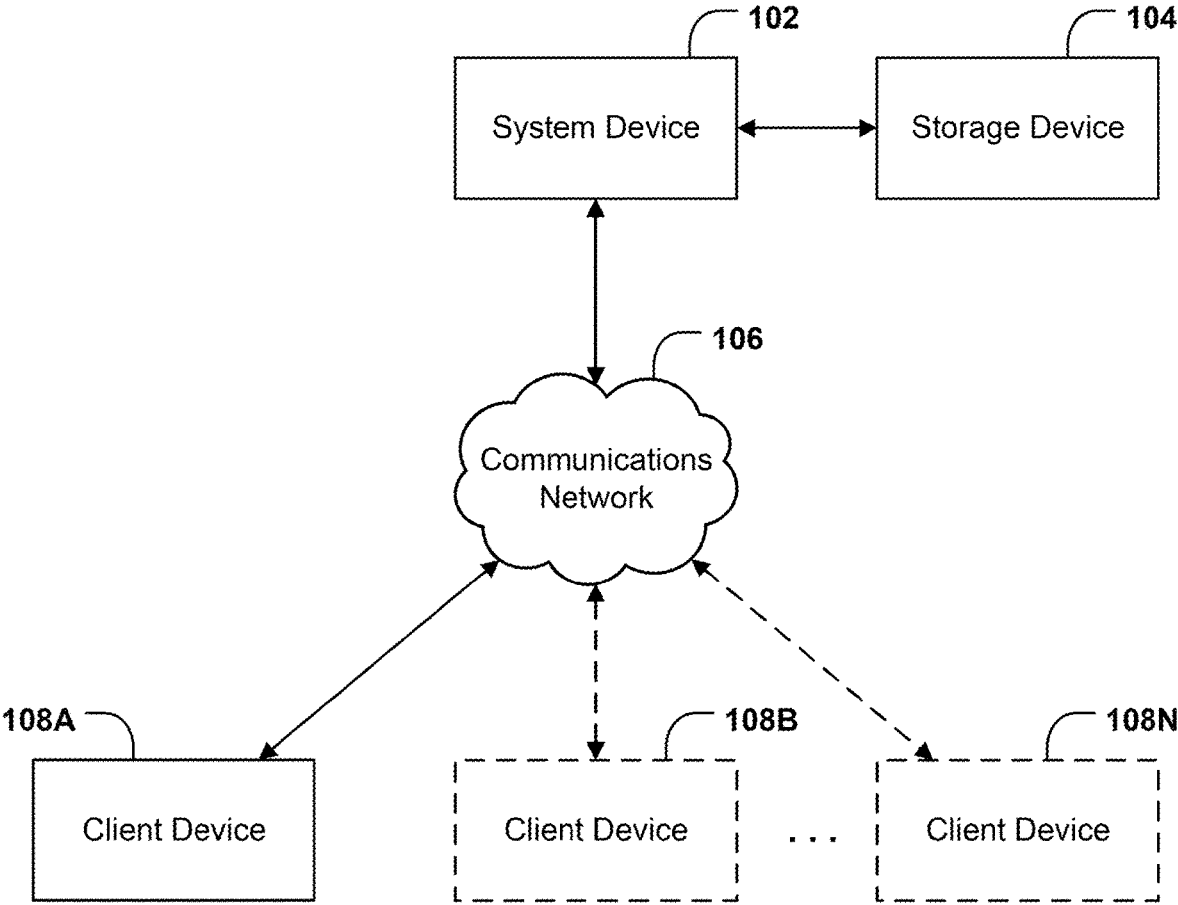 102
104
System Device
Storage Device
106
Communications
Network
108A
108B
108N
Client Device
Client Device
. . .
Client Device